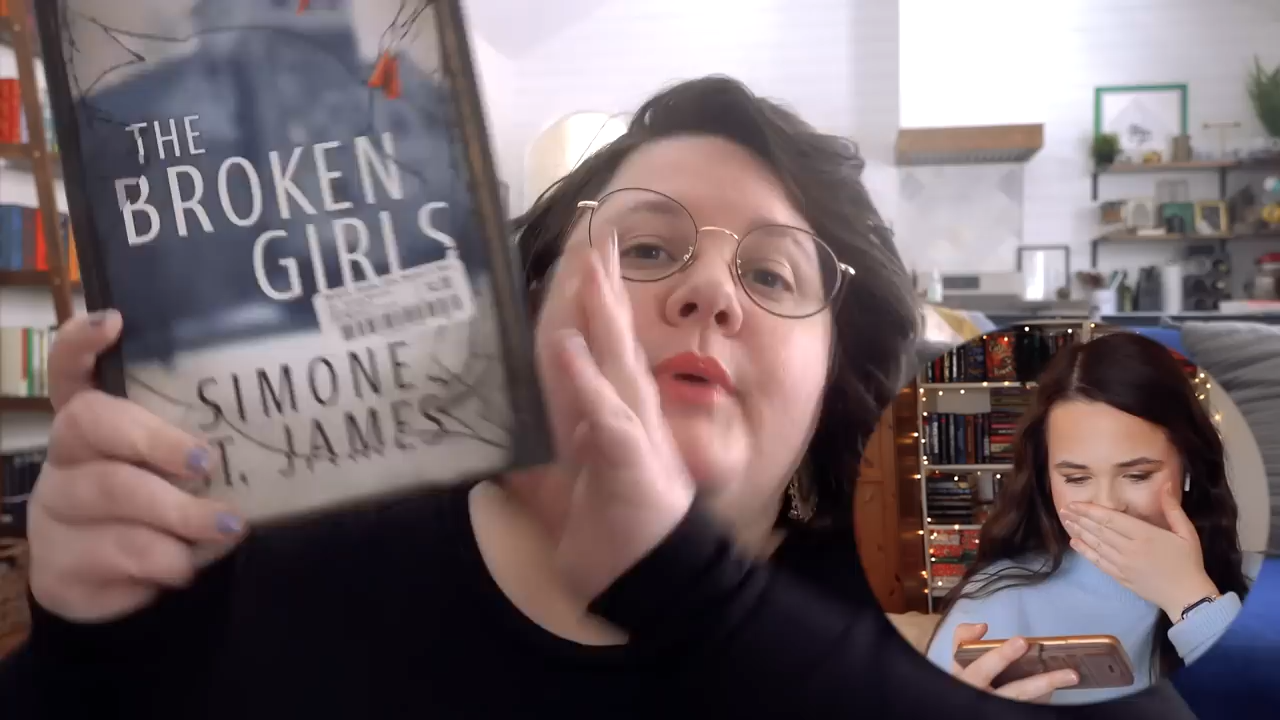 THE
BROKEN
GIRLS
SIMONE
ST. JAMES